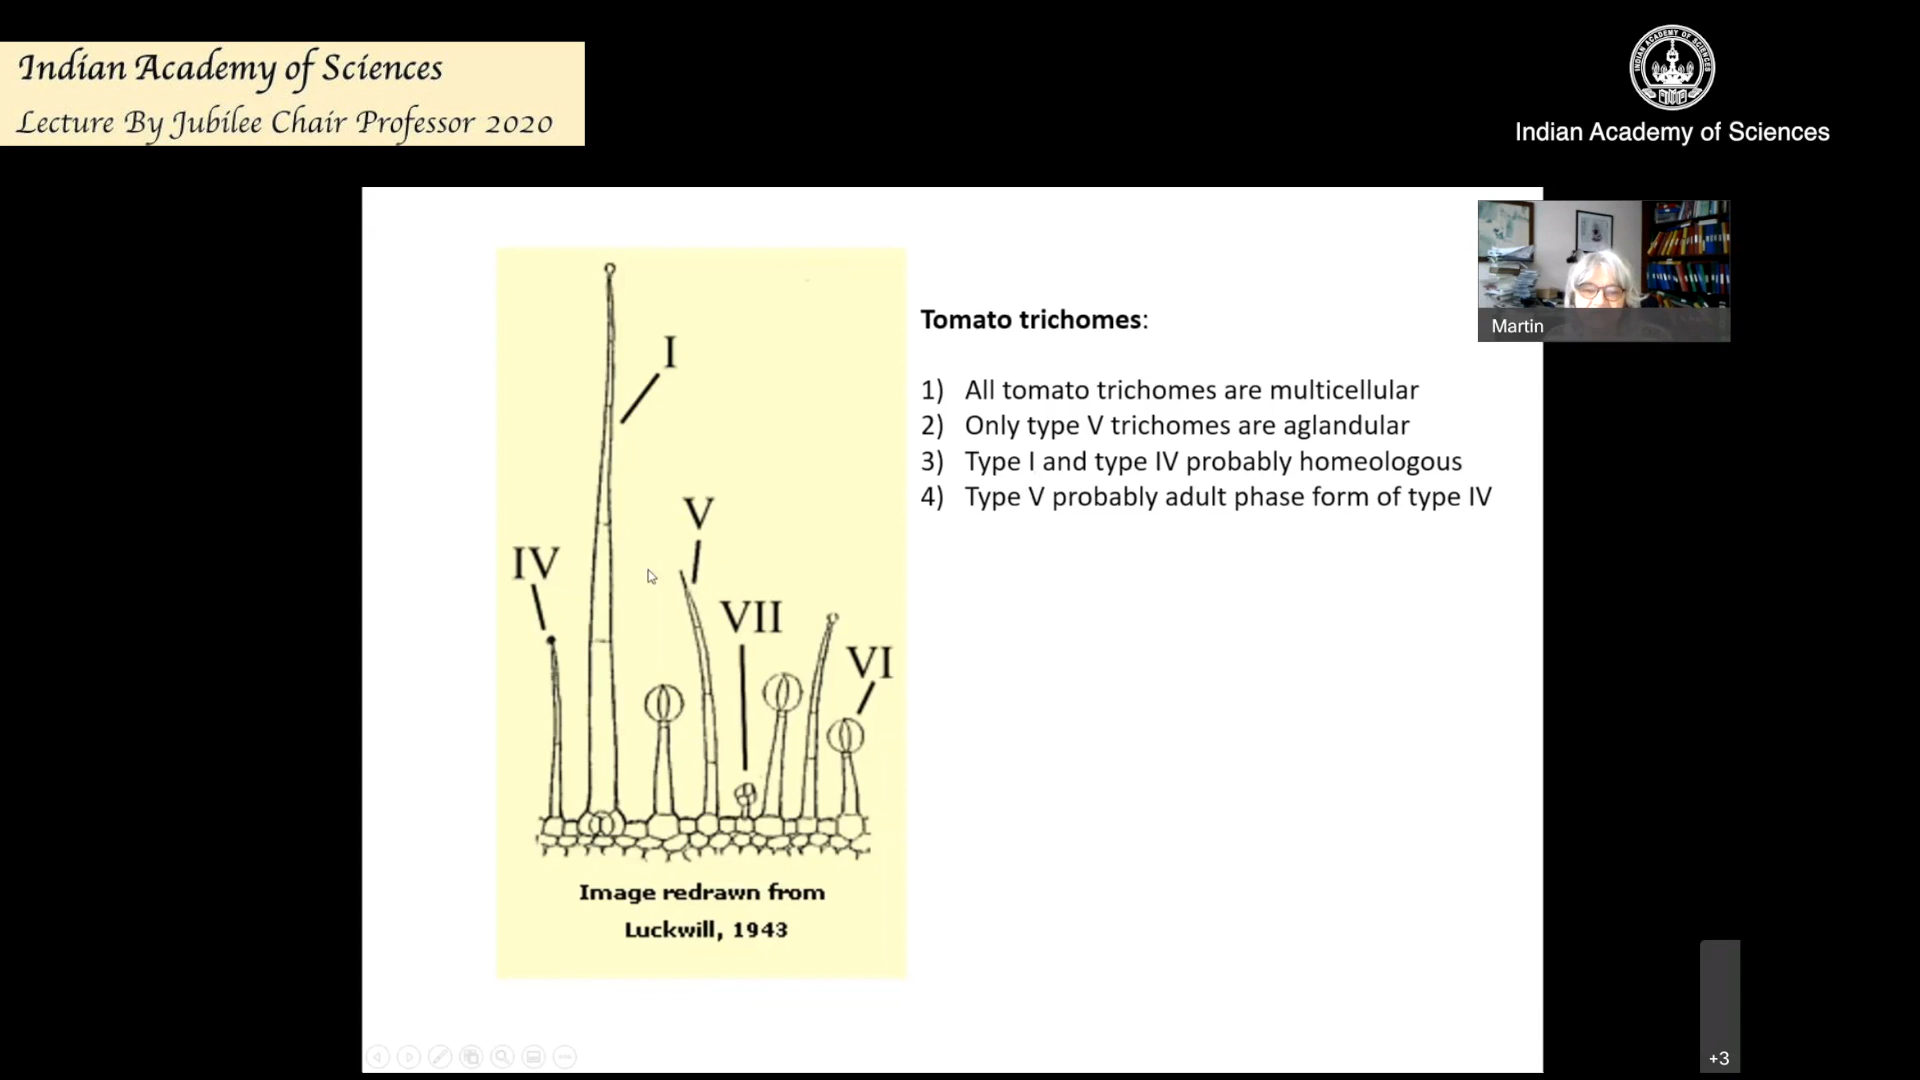 Indian Academy of Sciences
Lecture By Jubilee Chair Professor 2020
Indian Academy of Sciences
Martin
Tomato trichomes:
1) All tomato trichomes are multicellular
2) Only type V trichomes are aglandular
3) Type I and type IV probably homeologous
4) Type V probably adult phase form of type IV
I
V
IV
VII
VI
Image redrawn from
Luckwill, 1943
+3